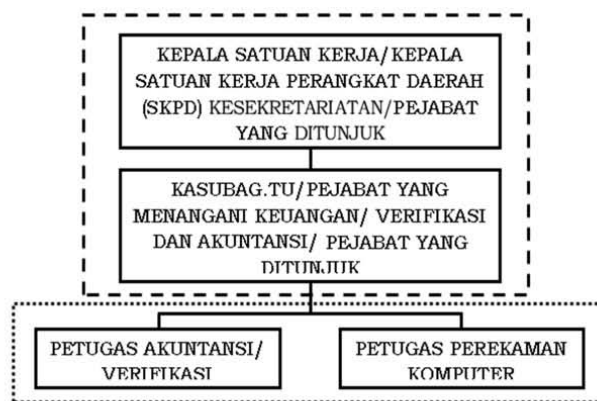 KEPALA SATUAN KERJA/KEPALA
SATUAN KERJA PERANGKAT DAERAH
(SKPD) KESEKRETARIATAN/PEJABAT
YANG DITUNJUK
KASUBAG.TU/PEJABAT YANG
MENANGANI KEUANGAN/ VERIFIKASI
DAN AKUNTANSI/ PEJABAT YANG
DITUNJUK
PETUGAS AKUNTANSI/
VERIFIKASI
PETUGAS PEREKAMAN
KOMPUTER